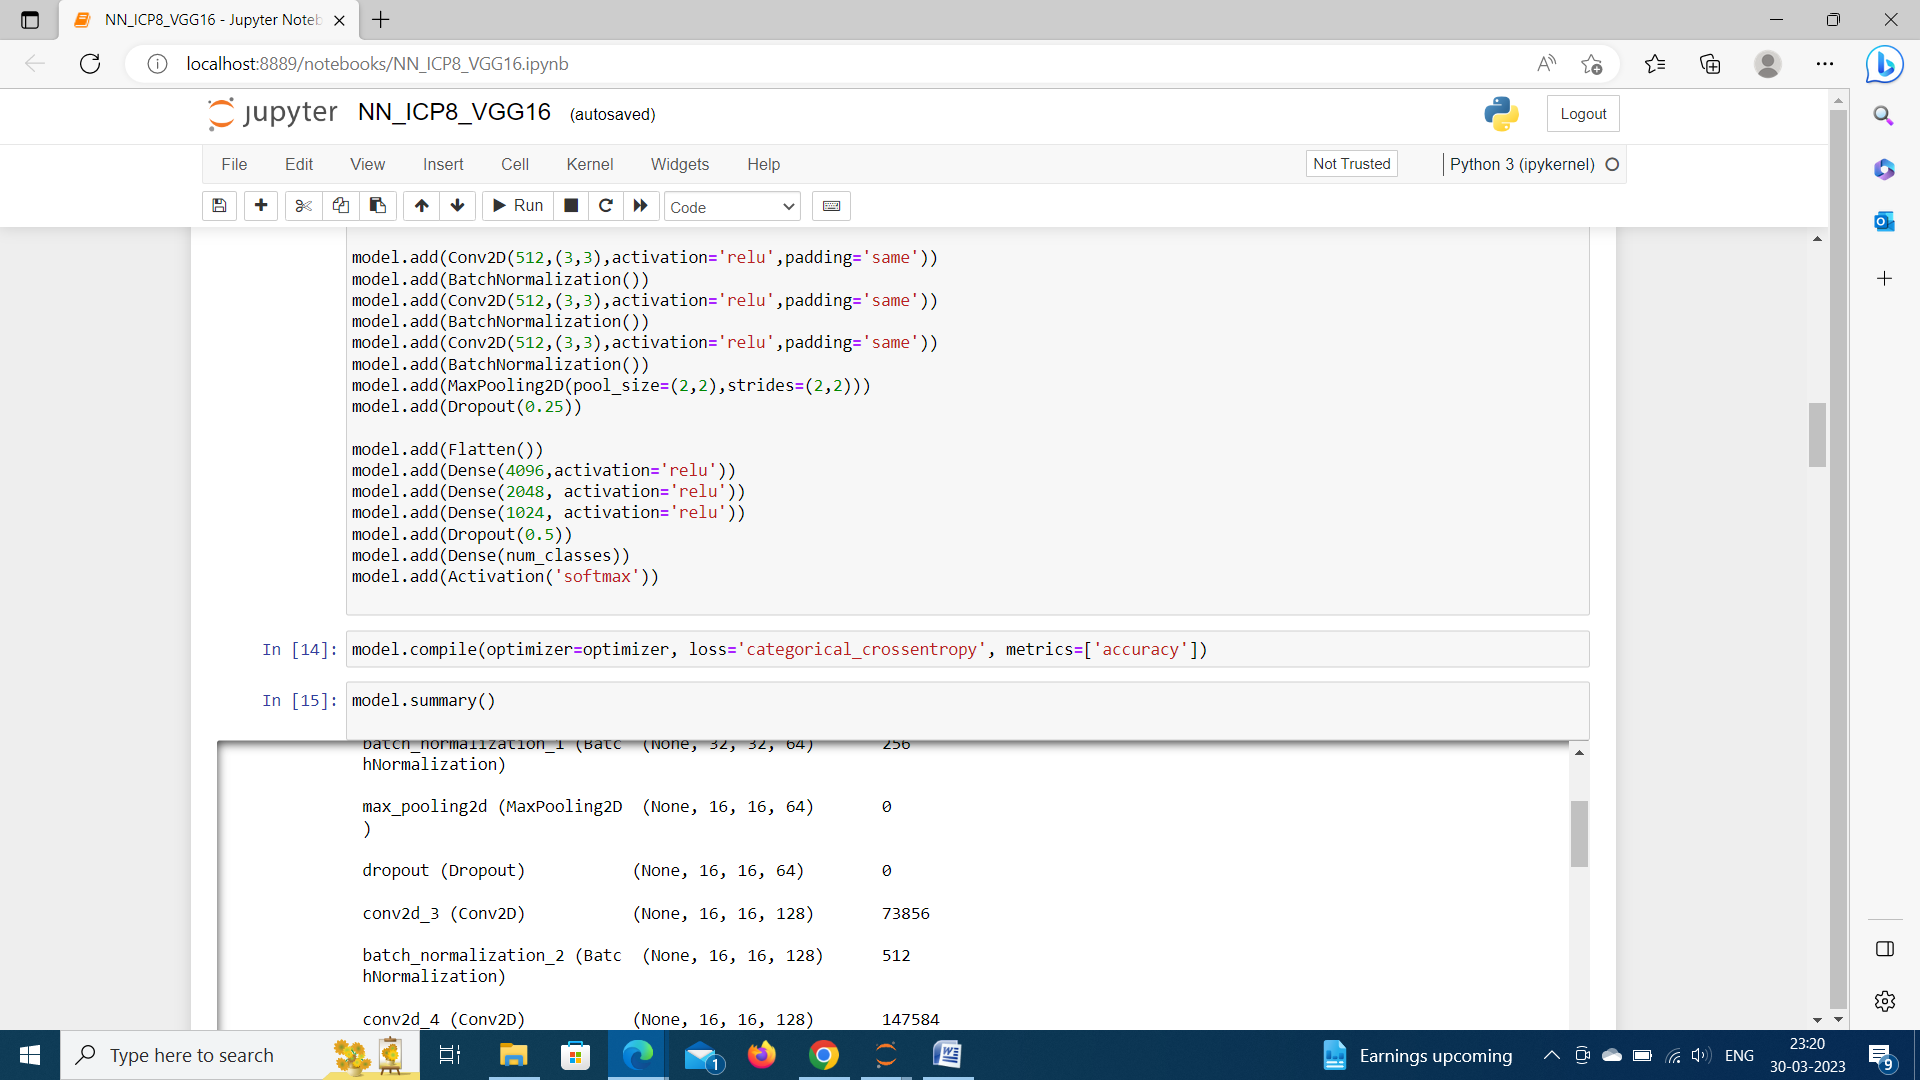 NN_ICP8_VGG16 - Jupyter Noteb
localhost:8889/notebooks/NN_ICP8_VGG16.ipynb
jupyter NN_ICP8_VGG16 (autosaved)
Logout
File Edit View Insert Cell Kernel Widgets Help
Not Trusted
Python 3 (ipykernel)
Run
Code
model.add(Conv2D(512,(3,3),activation='relu',padding='same'))
model.add(BatchNormalization())
model.add(Conv2D(512,(3,3),activation='relu',padding='same'))
model.add(BatchNormalization())
model.add(Conv2D(512,(3,3),activation='relu',padding='same'))
model.add(BatchNormalization())
model.add(MaxPooling2D(pool_size=(2,2),strides=(2,2)))
model.add(Dropout(0.25))
model.add(Flatten())
model.add(Dense(4096,activation='relu'))
model.add(Dense(2048, activation='relu'))
model.add(Dense(1024, activation='relu'))
model.add(Dropout(0.5))
model.add(Dense(num_classes))
model.add(Activation('softmax'))
In [14]: model.compile(optimizer=optimizer, loss='categorical_crossentropy', metrics=['accuracy'])
In [15]: model.summary()
batch_normalization_1 (Batc (None, 32, 32, 64) 256
hNormalization)
max_pooling2d (MaxPooling2D (None, 16, 16, 64) 0
)
dropout (Dropout) (None, 16, 16, 64) 0
conv2d_3 (Conv2D) (None, 16, 16, 128) 73856
batch_normalization_2 (Batc (None, 16, 16, 128) 512
hNormalization)
conv2d_4 (Conv2D) (None, 16, 16, 128) 147584
Type here to search
1
Earnings upcoming
ENG
23:20
30-03-2023
9